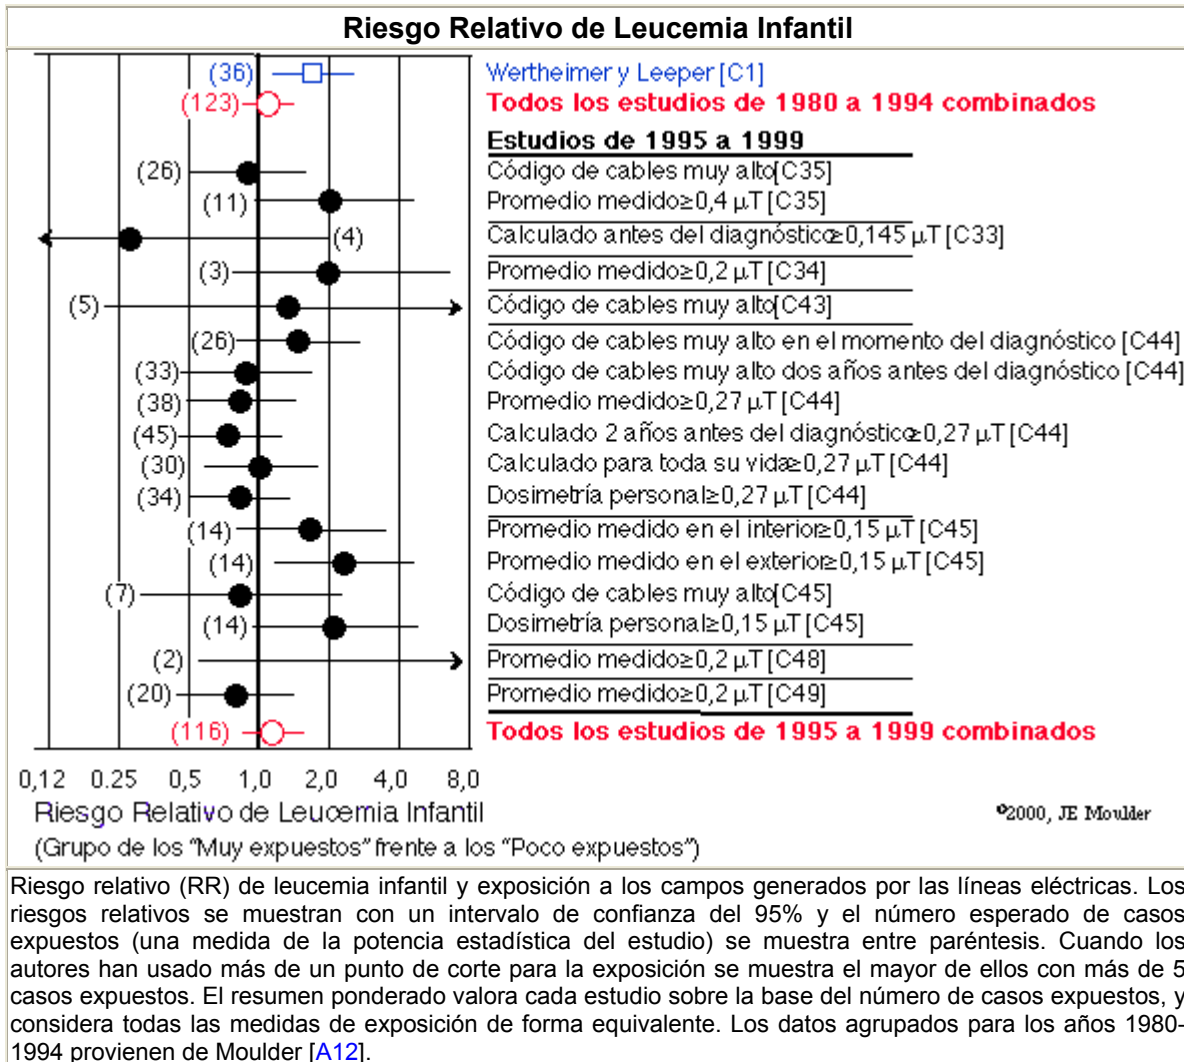 Riesgo Relativo de Leucemia Infantil
(36) Wertheimer y Leeper [C1]
(123) Todos los estudios de 1980 a 1994 combinados
Estudios de 1995 a 1999
(26) Código de cables muy alto[C35]
(11) Promedio medido≥0,4 µT [C35]
(4) Calculado antes del diagnóstico≥0,145 µT [C33]
(3) Promedio medido≥0,2 µT [C34]
(5) Código de cables muy alto[C43]
(26) Código de cables muy alto en el momento del diagnóstico [C44]
(33) Código de cables muy alto dos años antes del diagnóstico [C44]
(38) Promedio medido≥0,27 µT [C44]
(45) Calculado 2 años antes del diagnóstico≥0,27 µT [C44]
(30) Calculado para toda su vida≥0,27 µT [C44]
(34) Dosimetría personal≥0,27 µT [C44]
(14) Promedio medido en el interior≥0,15 µT [C45]
(14) Promedio medido en el exterior≥0,15 µT [C45]
(7) Código de cables muy alto[C45]
(14) Dosimetría personal≥0,15 µT [C45]
(2) Promedio medido≥0,2 µT [C48]
(20) Promedio medido≥0,2 µT [C49]
(116) Todos los estudios de 1995 a 1999 combinados
0,12 0.25 0,5 1,0 2,0 4,0 8,0
Riesgo Relativo de Leucemia Infantil
©2000, JE Moulder
(Grupo de los "Muy expuestos" frente a los "Poco expuestos")
Riesgo relativo (RR) de leucemia infantil y exposición a los campos generados por las líneas eléctricas. Los
riesgos relativos se muestran con un intervalo de confianza del 95% y el número esperado de casos
expuestos (una medida de la potencia estadística del estudio) se muestra entre paréntesis. Cuando los
autores han usado más de un punto de corte para la exposición se muestra el mayor de ellos con más de 5
casos expuestos. El resumen ponderado valora cada estudio sobre la base del número de casos expuestos, y
considera todas las medidas de exposición de forma equivalente. Los datos agrupados para los años 1980-
1994 provienen de Moulder [A12].